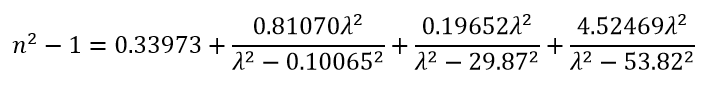 n² − 1 = 0.33973 + 0.81070λ²/(λ² − 0.10065²) + 0.19652λ²/(λ² − 29.87²) + 4.52469λ²/(λ² − 53.82²)